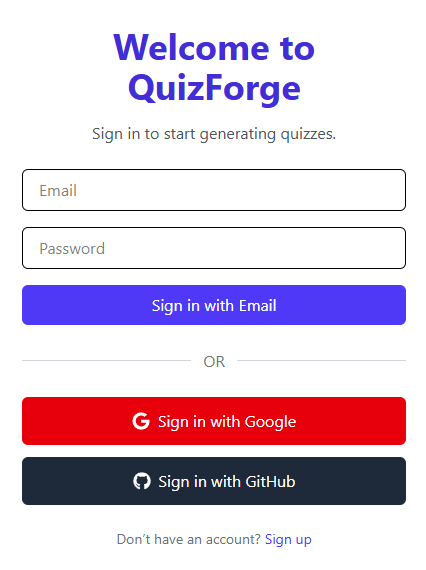 Welcome to
QuizForge
Sign in to start generating quizzes.
Email
Password
Sign in with Email
OR
Sign in with Google
Sign in with GitHub
Don’t have an account? Sign up